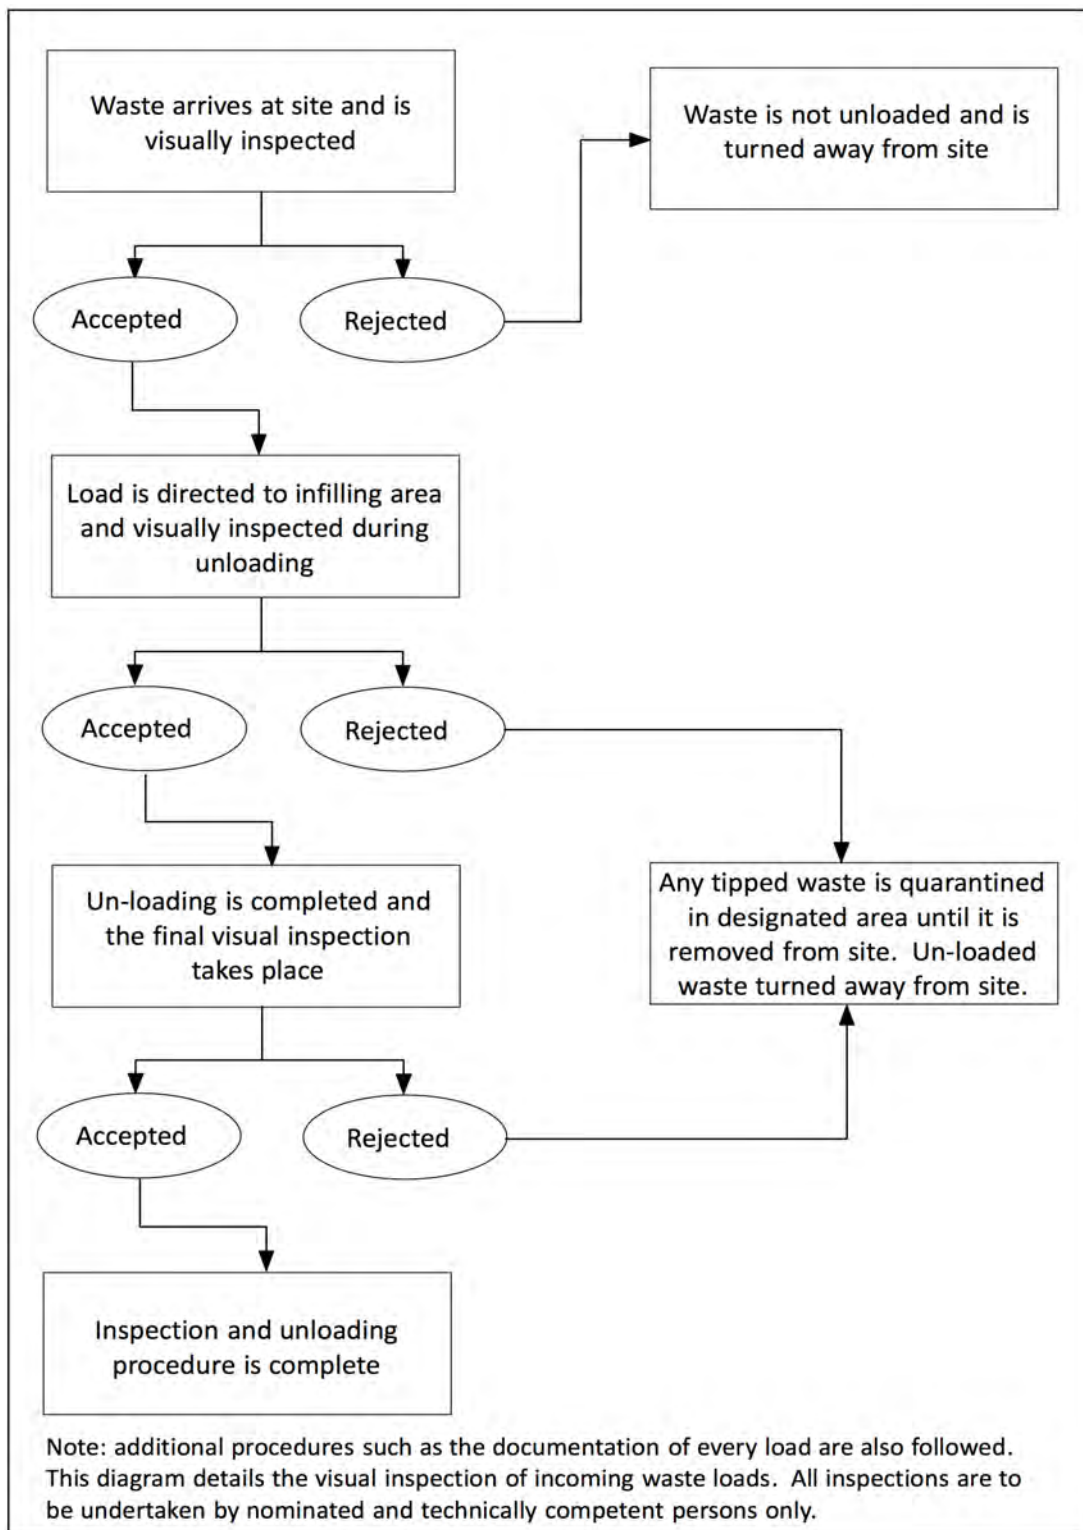 Waste arrives at site and is
visually inspected
Waste is not unloaded and is
turned away from site
Accepted
Rejected
Load is directed to infilling area
and visually inspected during
unloading
Accepted
Rejected
Un-loading is completed and
the final visual inspection
takes place
Any tipped waste is quarantined
in designated area until it is
removed from site.  Un-loaded
waste turned away from site.
Accepted
Rejected
Inspection and unloading
procedure is complete
Note: additional procedures such as the documentation of every load are also followed.
This diagram details the visual inspection of incoming waste loads.  All inspections are to
be undertaken by nominated and technically competent persons only.